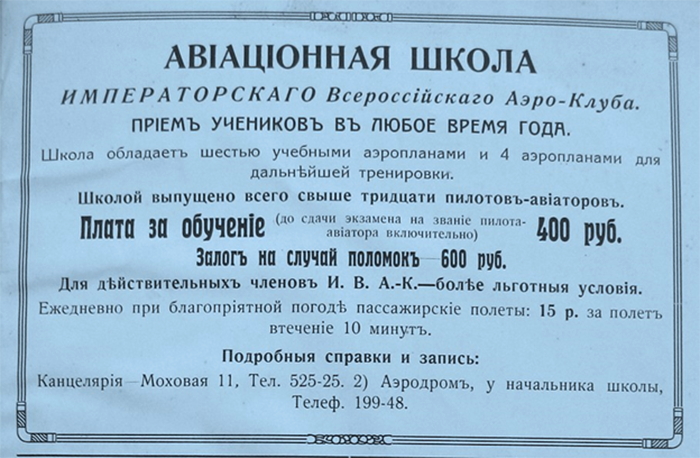 АВІАЦІОННАЯ ШКОЛА
ИМПЕРАТОРСКАГО Всероссійскаго Аэро-Клуба.
ПРІЕМЪ УЧЕНИКОВЪ ВЪ ЛЮБОЕ ВРЕМЯ ГОДА.
Школа обладаетъ шестью учебными аэропланами и 4 аэропланами для
дальнѣйшей тренировки.
Школой выпущено всего свыше тридцати пилотовъ-авіаторовъ.
Плата за обученіе (до сдачи экзамена на званіе пилота-авіатора включительно) 400 руб.
Залогъ на случай поломокъ—600 руб.
Для дѣйствительныхъ членовъ И. В. А.-К.—болѣе льготныя условія.
Ежедневно при благопріятной погодѣ пассажирскіе полеты: 15 р. за полетъ
втеченіе 10 минутъ.
Подробныя справки и запись:
Канцелярія—Моховая 11, Тел. 525-25. 2) Аэродромъ, у начальника школы,
Телеф. 199-48.